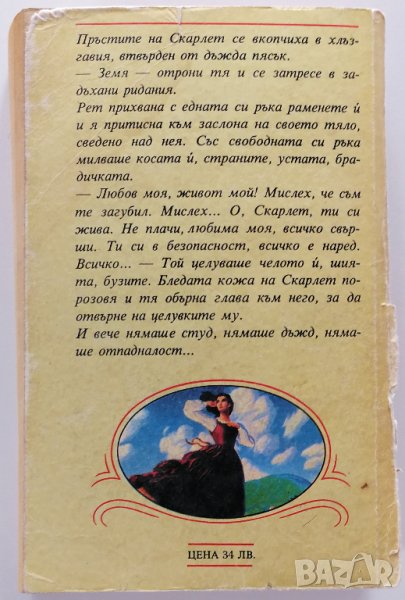 Пръстите на Скарлет се вкопчиха в хлъз-
гавия, втвърден от дъжда пясък.
— Земя — отрони тя и се затресе в за-
дъхани ридания.
Рет прихвана с едната си ръка раменете ѝ
и я притисна към заслона на своето тяло,
сведено над нея. Със свободната си ръка
милваше косата ѝ, страните, устата, бра-
дичката.
— Любов моя, живот мой! Мислех, че съм
те загубил. Мислех... О, Скарлет, ти си
жива. Не плачи, любима моя, всичко свър-
ши. Ти си в безопасност, всичко е наред.
Всичко... — Той целуваше челото ѝ, шия-
та, бузите. Бледата кожа на Скарлет по-
розовя и тя обърна глава към него, за да
отвърне на целувките му.
И вече нямаше студ, нямаше дъжд, няма-
ше отпадналост...
ЦЕНА 34 ЛВ.
BAZAR